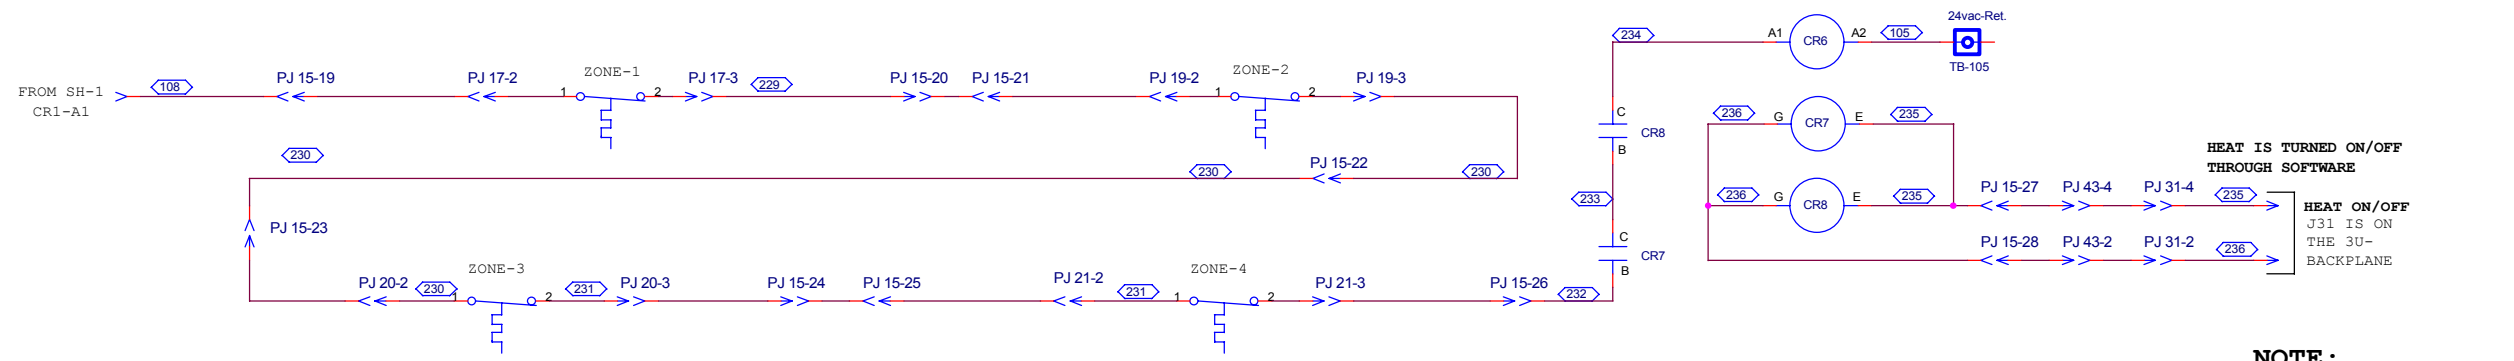 24vac-Ret.
234
A1
CR6
A2
105
TB-105
FROM SH-1
CR1-A1
108
PJ 15-19
PJ 17-2
ZONE-1
1
2
PJ 17-3
229
PJ 15-20
PJ 15-21
PJ 19-2
ZONE-2
1
2
PJ 19-3
C
CR8
B
236
G
CR7
E
235
HEAT IS TURNED ON/OFF
THROUGH SOFTWARE
230
230
PJ 15-22
230
233
236
G
CR8
E
235
PJ 15-27
PJ 43-4
PJ 31-4
235
HEAT ON/OFF
J31 IS ON
THE 3U-
BACKPLANE
PJ 15-23
C
CR7
B
PJ 15-28
PJ 43-2
PJ 31-2
236
PJ 20-2
230
ZONE-3
1
2
231
PJ 20-3
PJ 15-24
PJ 15-25
PJ 21-2
231
ZONE-4
1
2
PJ 21-3
PJ 15-26
232
NOTE: